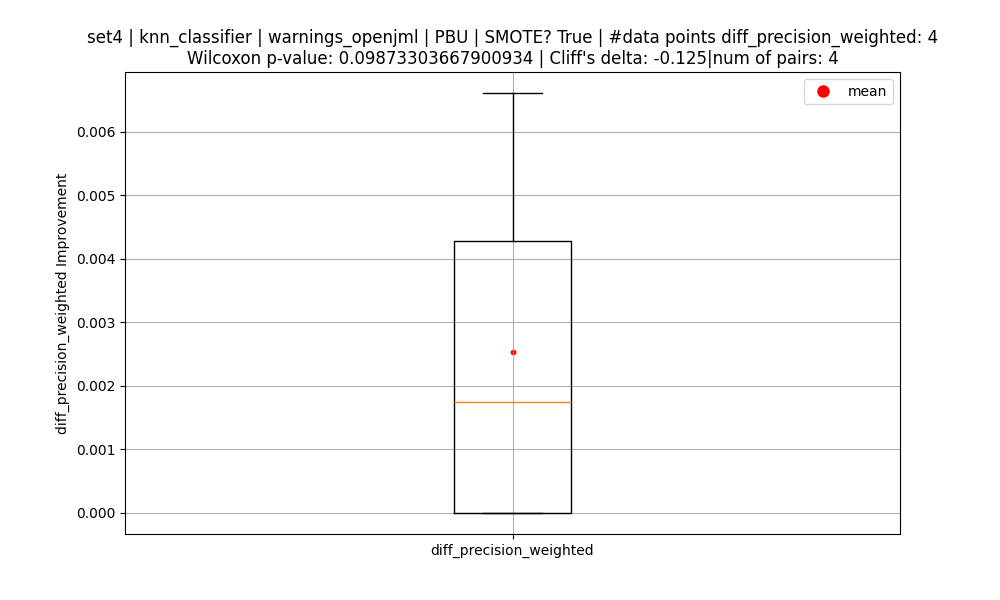 set4 | knn_classifier | warnings_openjml | PBU | SMOTE? True | #data points diff_precision_weighted: 4
Wilcoxon p-value: 0.09873303667900934 | Cliff's delta: -0.125|num of pairs: 4
mean
0.006
0.005
0.004
0.003
0.002
0.001
0.000
diff_precision_weighted Improvement
diff_precision_weighted